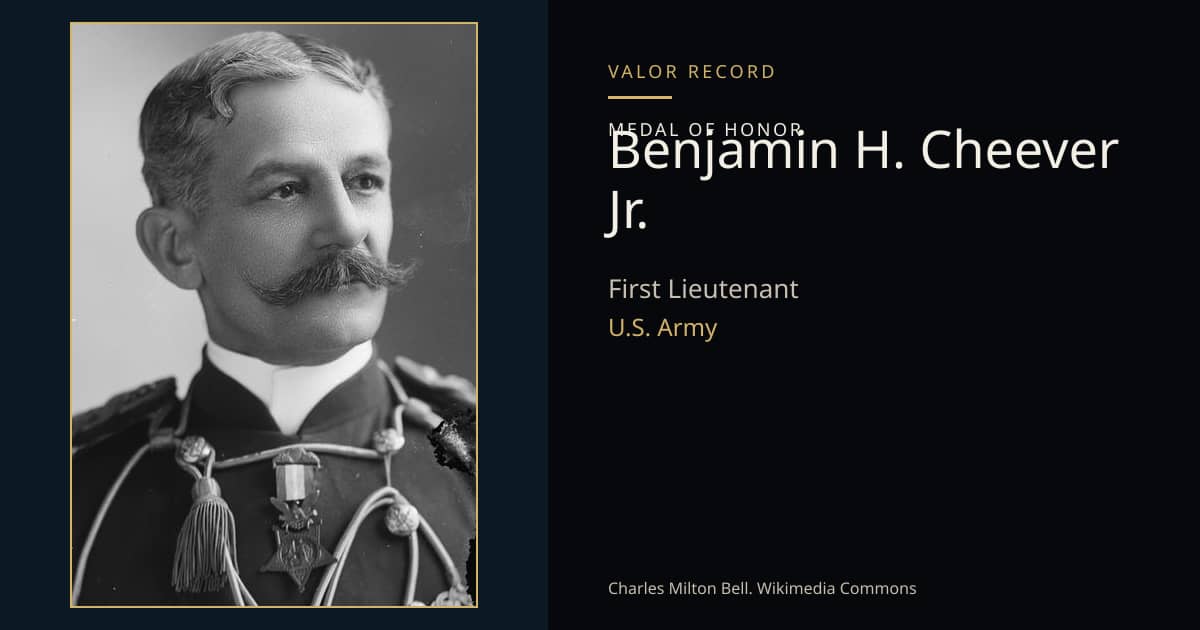 VALOR RECORD
MEDAL OF HONOR
Benjamin H. Cheever
Jr.
First Lieutenant
U.S. Army
Charles Milton Bell. Wikimedia Commons